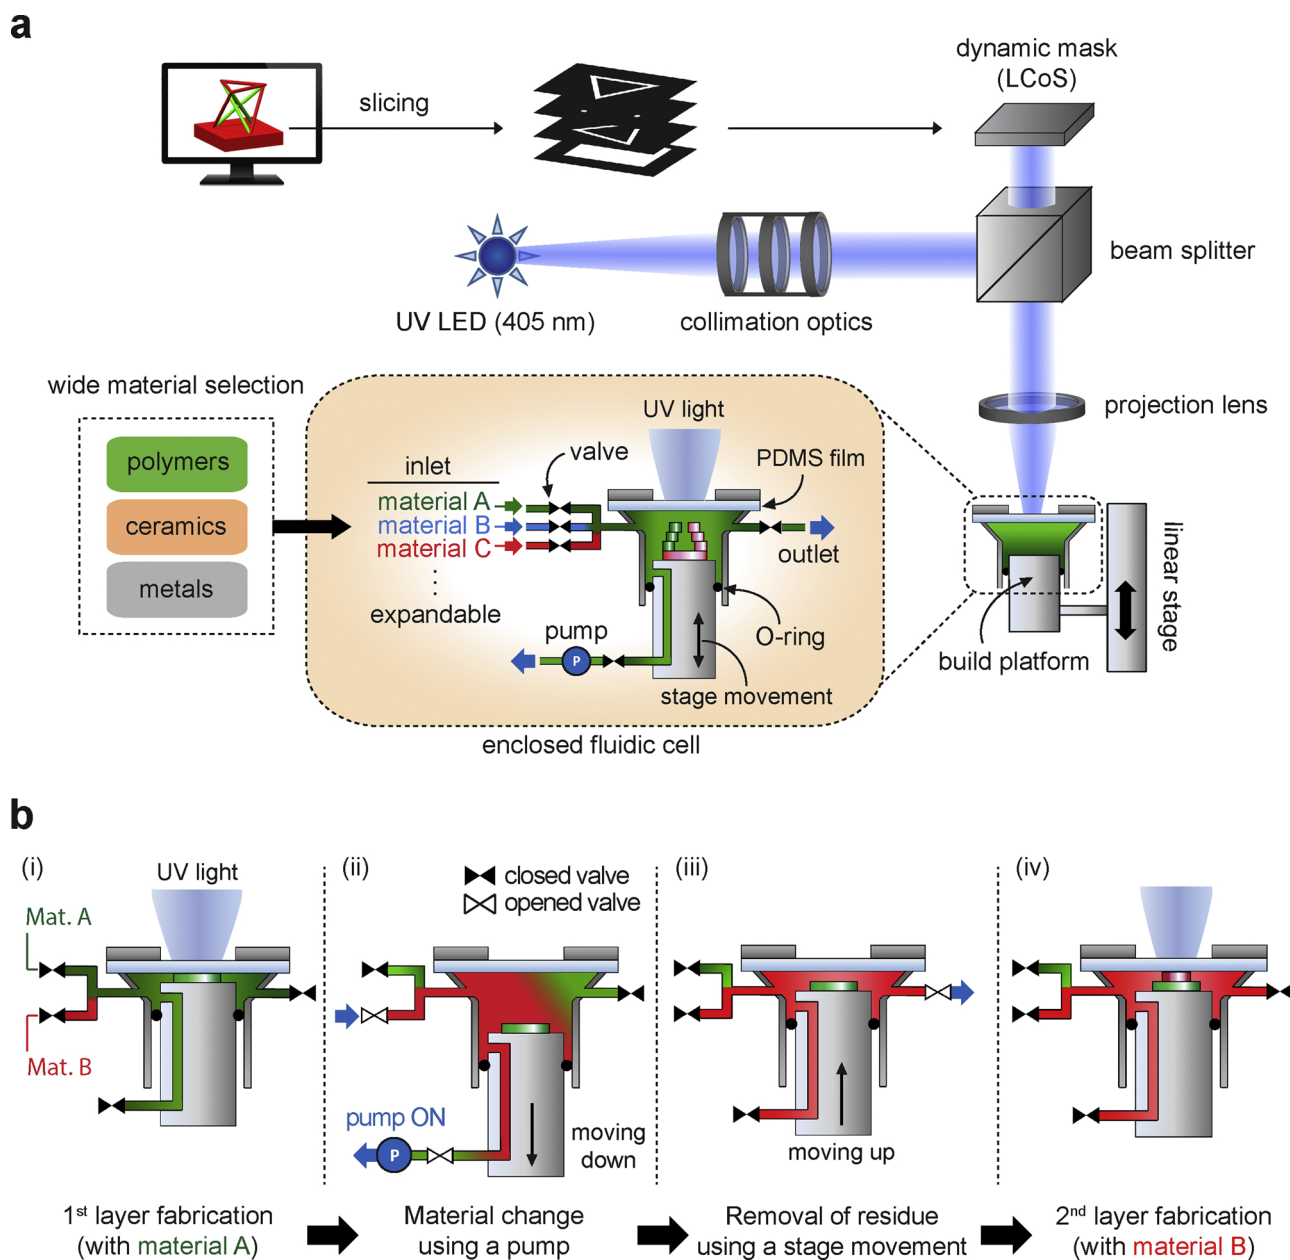 a
dynamic mask
(LCoS)
slicing
beam splitter
UV LED (405 nm)
collimation optics
wide material selection
polymers
ceramics
metals
UV light
projection lens
valve
PDMS film
inlet
material A
material B
material C
expandable
outlet
O-ring
pump
P
stage movement
enclosed fluidic cell
linear stage
build platform
b
(i)
UV light
Mat. A
Mat. B
(ii)
closed valve
opened valve
pump ON
P
moving
down
(iii)
moving up
(iv)
1st layer fabrication
(with material A)
Material change
using a pump
Removal of residue
using a stage movement
2nd layer fabrication
(with material B)